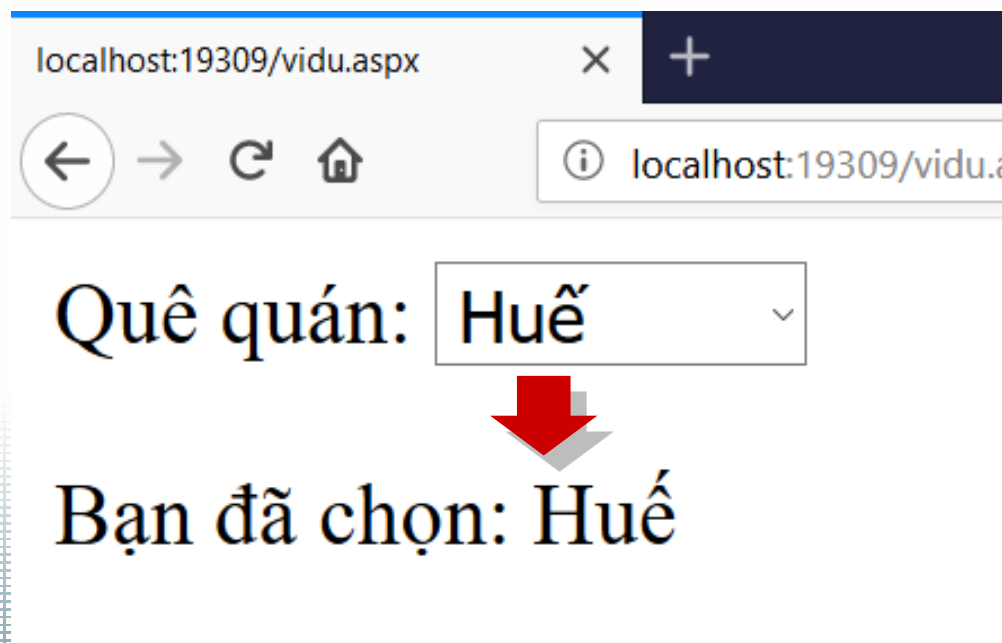 localhost:19309/vidu.aspx
localhost:19309/vidu.
Quê quán: Huế
Bạn đã chọn: Huế